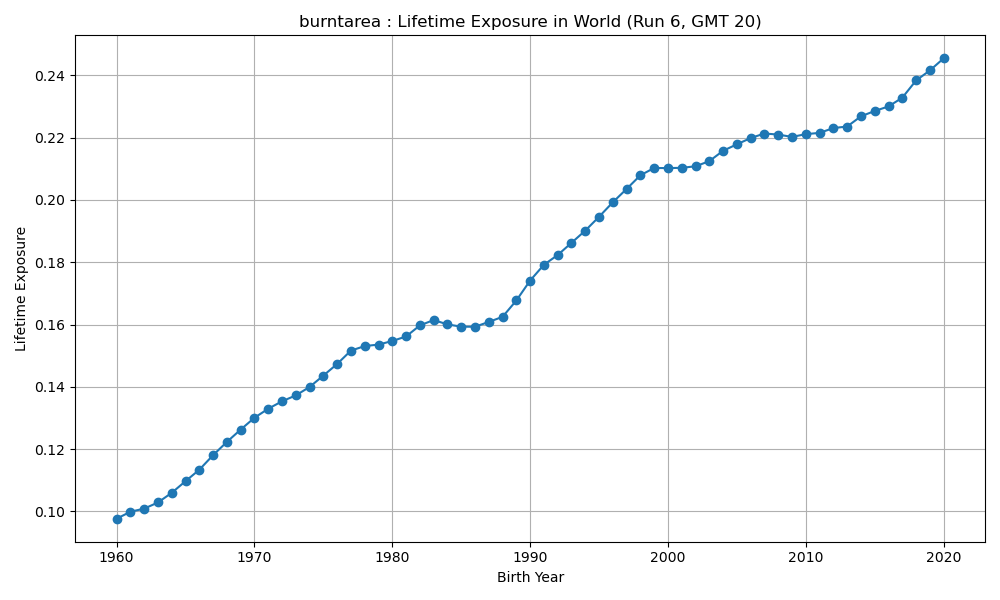 burntarea : Lifetime Exposure in World (Run 6, GMT 20)
Lifetime Exposure
0.24
0.22
0.20
0.18
0.16
0.14
0.12
0.10
1960 1970 1980 1990 2000 2010 2020
Birth Year